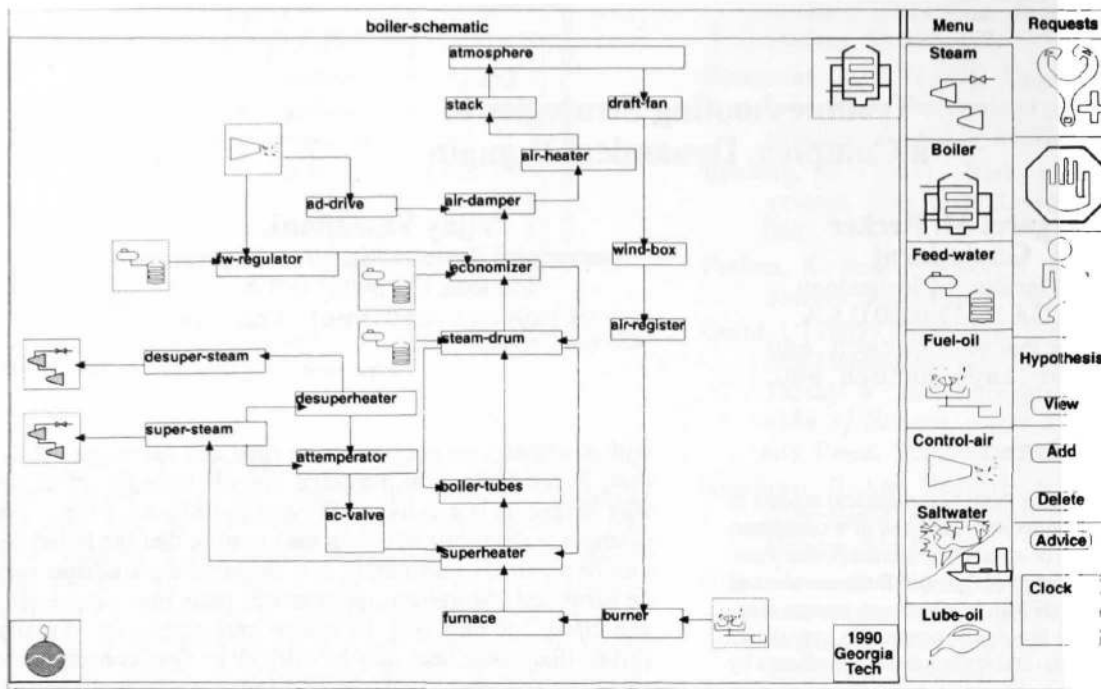 boiler-schematic
Menu
Requests
atmosphere
Steam
stack
draft-fan
air-heater
Boiler
ad-drive
air-damper
wind-box
fw-regulator
economizer
Feed-water
air-register
steam-drum
Fuel-oil
desuper-steam
Hypothesis
desuperheater
View
super-steam
Control-air
attemperator
Add
boiler-tubes
Delete
ac-valve
Saltwater
Advice
superheater
Clock
furnace
burner
Lube-oil
1990
Georgia
Tech